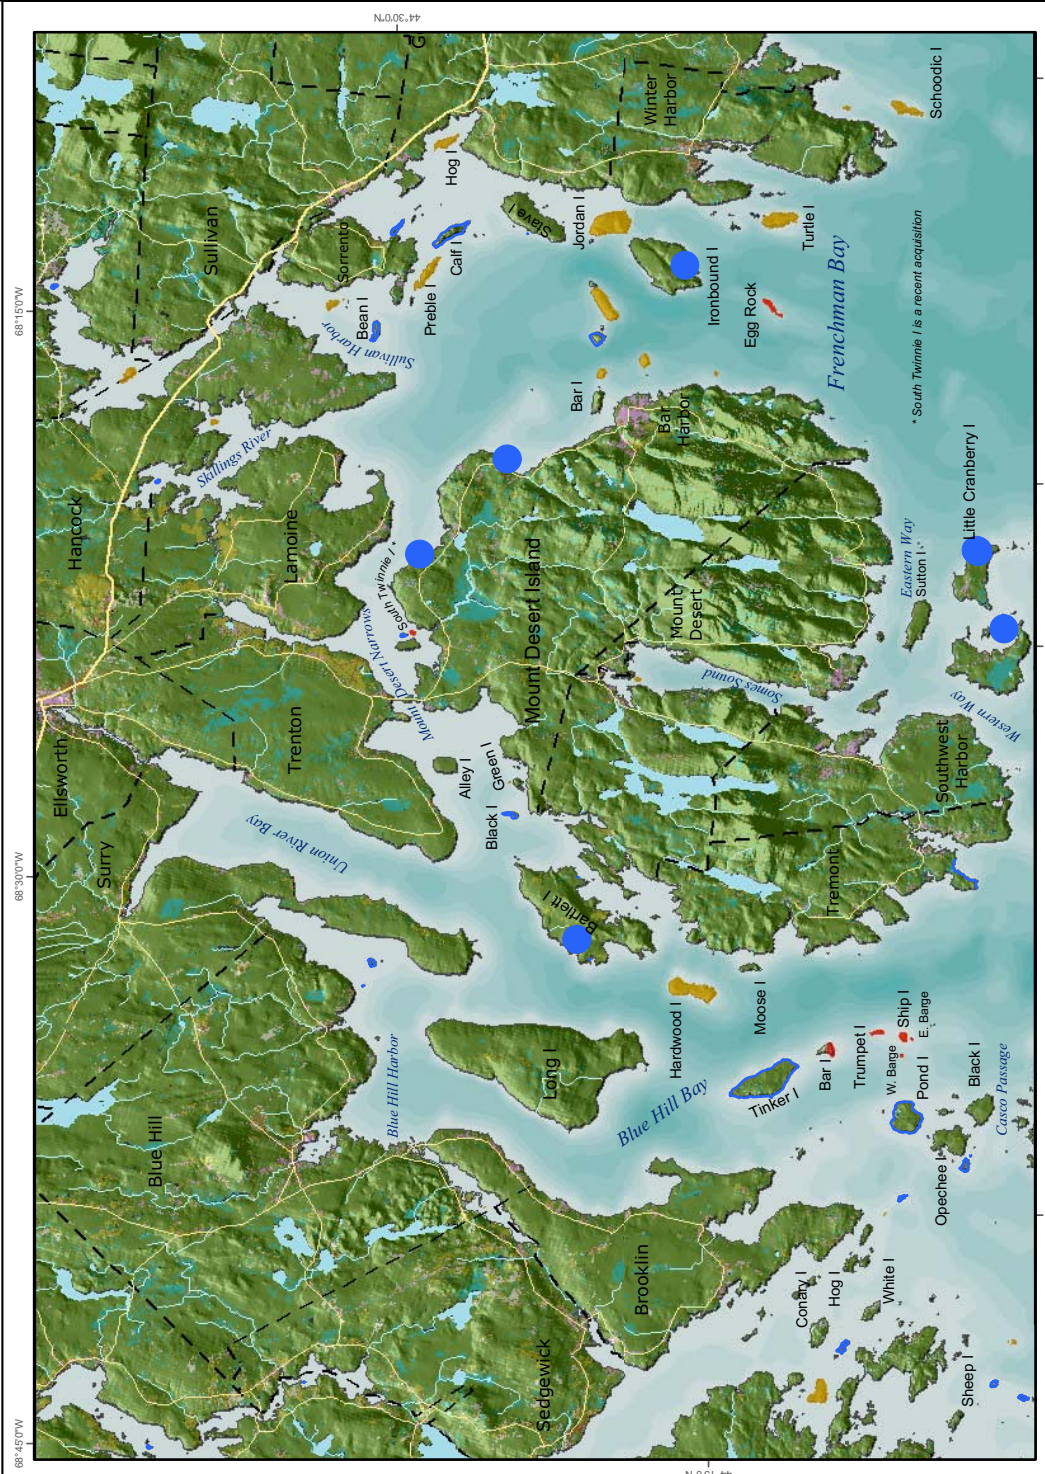 44°30'0"N
G
68°15'0"W
68°30'0"W
68°45'0"W
Schoodic I
Winter
Harbor
Hog I
Stave I
Jordan I
Turtle I
Sullivan
Sorrento
Calf I
Preble I
Bean I
Sullivan Harbor
Ironbound I
Egg Rock
Frenchman Bay
* South Twinnie I is a recent acquisition
Bar I
Bar
Harbor
Skillings River
Hancock
Lamoine
South Twinnie I *
Mount Desert Narrows
Mount Desert Island
Mount
Desert
Eastern Way
Sutton I
Little Cranberry I
Somes Sound
Western Way
Southwest
Harbor
Ellsworth
Trenton
Alley I
Green I
Black I
Surry
Union River Bay
Bartlett I
Tremont
Hardwood I
Moose I
Blue Hill
Blue Hill Harbor
Long I
Blue Hill Bay
Tinker I
Bar I
Trumpet I
Ship I
E. Barge
W. Barge
Pond I
Black I
Casco Passage
Opechee I
Brooklin
Sedgewick
Conary I
Hog I
White I
Sheep I